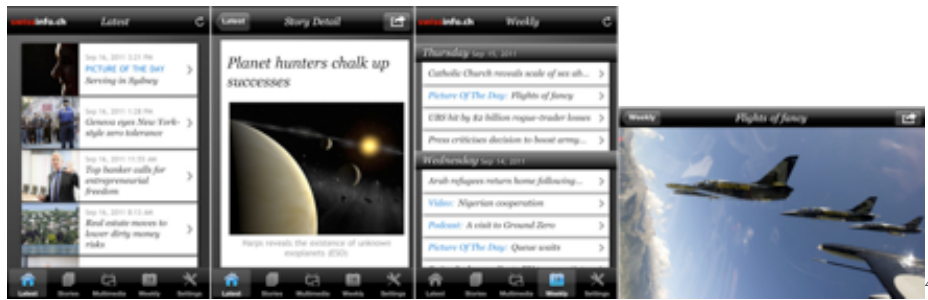 swissinfo.ch Latest
Sep 16, 2011 3:21 PM
PICTURE OF THE DAY
Serving in Sydney
Sep 16, 2011 1:28 PM
Geneva eyes New York-
style zero tolerance
Sep 16, 2011 11:55 AM
Top banker calls for
entrepreneurial
freedom
Sep 16, 2011 8:13 AM
Real estate moves to
lower dirty money
risks
Latest Stories Multimedia Weekly Settings
Latest Story Detail
Planet hunters chalk up
successes
Harps reveals the existence of unknown
exoplanets (ESO)
Latest Stories Multimedia Weekly Settings
swissinfo.ch Weekly
Thursday Sep 15, 2011
Catholic Church reveals scale of sex ab...
Picture Of The Day: Flights of fancy
UBS hit by $2 billion rogue-trader losses
Press criticises decision to boost army...
Wednesday Sep 14, 2011
Arab refugees return home following...
Video: Nigerian cooperation
Podcast: A visit to Ground Zero
Picture Of The Day: Queue waits
Latest Stories Multimedia Weekly Settings
Weekly Flights of fancy